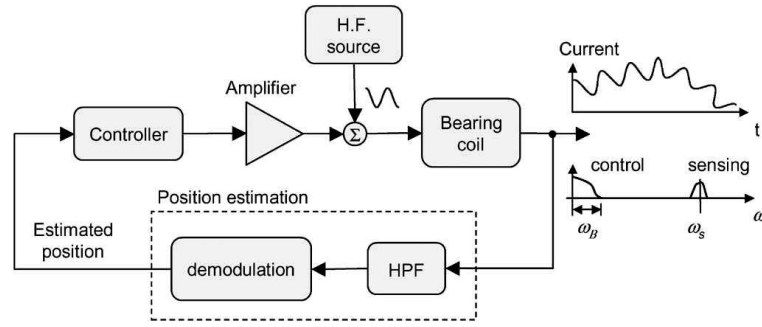 H.F.
source
Current
Amplifier
Controller
Σ
Bearing
coil
t
control
sensing
Position estimation
ω_B
ω_s
ω
Estimated
position
demodulation
HPF